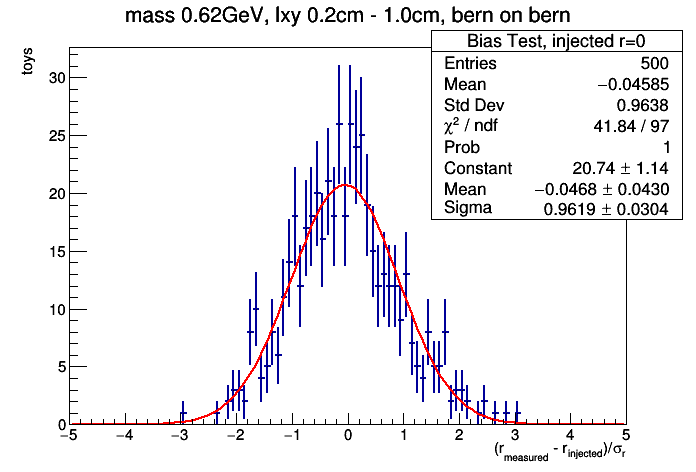 mass 0.62GeV, lxy 0.2cm - 1.0cm, bern on bern
toys
Bias Test, injected r=0
Entries 500
Mean −0.04585
Std Dev 0.9638
χ² / ndf 41.84 / 97
Prob 1
Constant 20.74 ± 1.14
Mean −0.0468 ± 0.0430
Sigma 0.9619 ± 0.0304
30
25
20
15
10
5
0
−5 −4 −3 −2 −1 0 1 2 3 4 5
(r_measured - r_injected)/σ_r